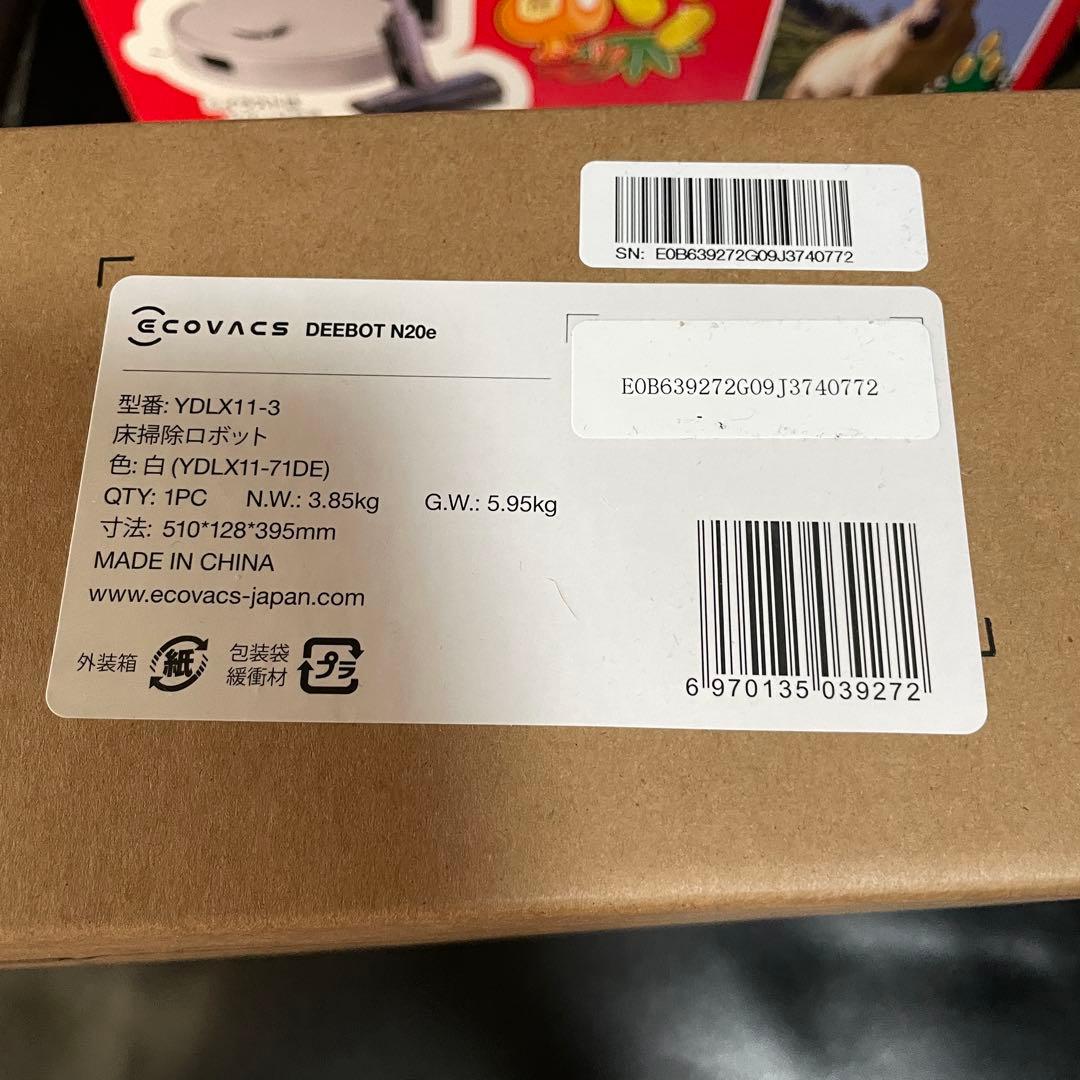 SN: E0B639272G09J3740772
ECOVACS DEEBOT N20e
E0B639272G09J3740772
型番: YDLX11-3
床掃除ロボット
色: 白 (YDLX11-71DE)
QTY: 1PC N.W.: 3.85kg G.W.: 5.95kg
寸法: 510*128*395mm
MADE IN CHINA
www.ecovacs-japan.com
外装箱 紙 包装袋 緩衝材 プラ
6 970135 039272